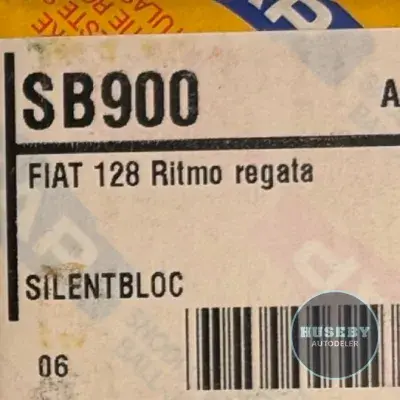 SB900
A
FIAT 128 Ritmo regata
SILENTBLOC
06
HUSEBY
AUTODELER